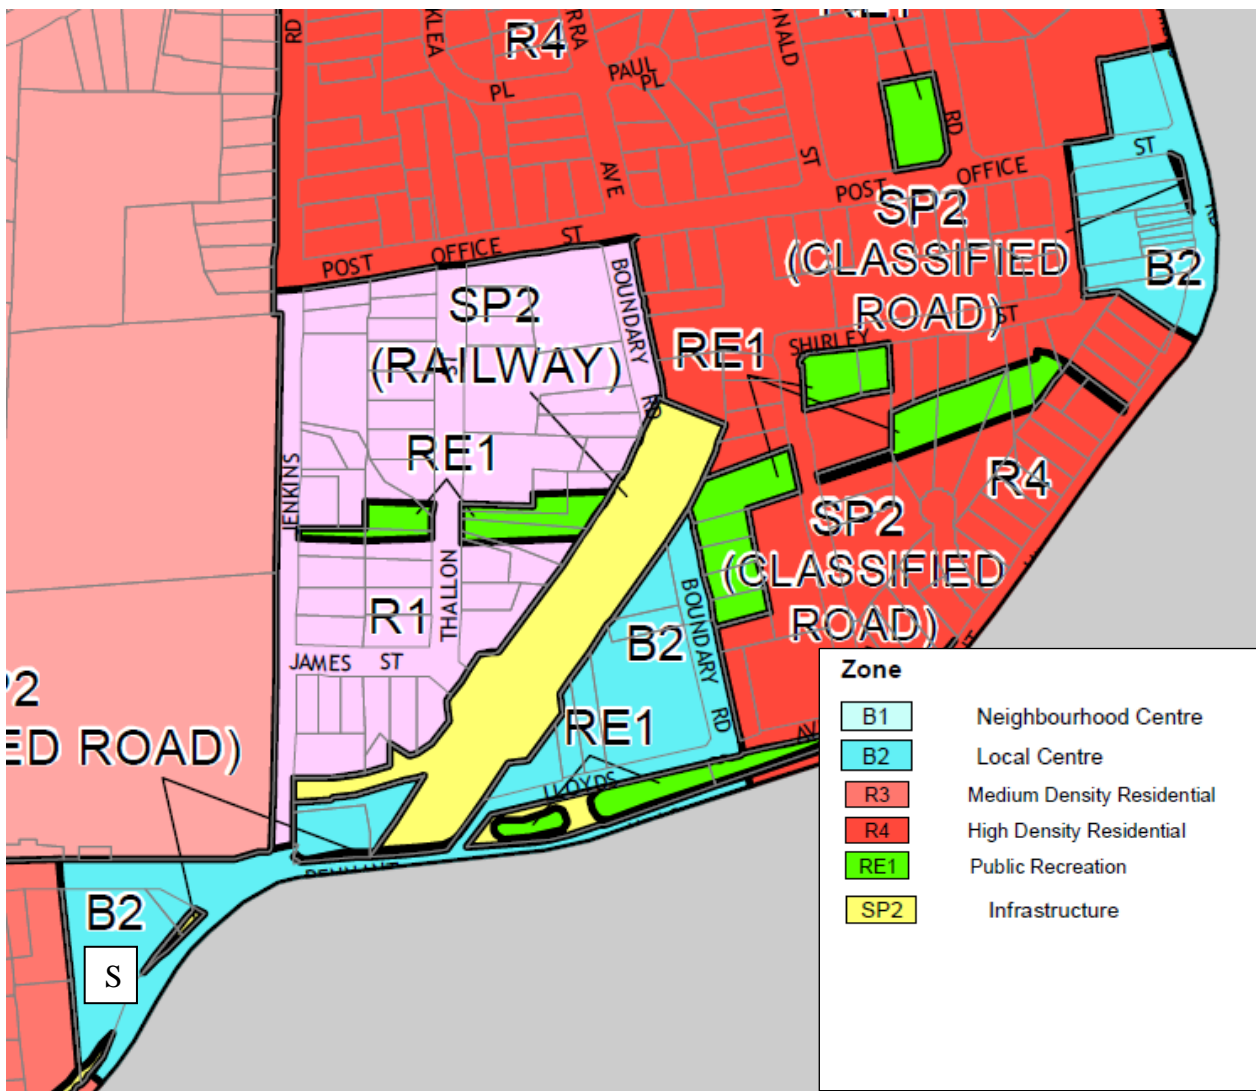 RD
R4
PL
PAUL
PL
AVE
ST
RD
POST
OFFICE
ST
SP2
(CLASSIFIED
ROAD)
B2
ST
POST
OFFICE
ST
BOUNDARY
RD
SP2
(RAILWAY)
RE1
SHIRLEY
ST
RE1
JENKINS
THALLON
ST
R1
JAMES ST
R4
SP2
(CLASSIFIED
ROAD)
B2
BOUNDARY
RD
RE1
LLOYDS
ROAD)
B2
S
Zone
B1 Neighbourhood Centre
B2 Local Centre
R3 Medium Density Residential
R4 High Density Residential
RE1 Public Recreation
SP2 Infrastructure